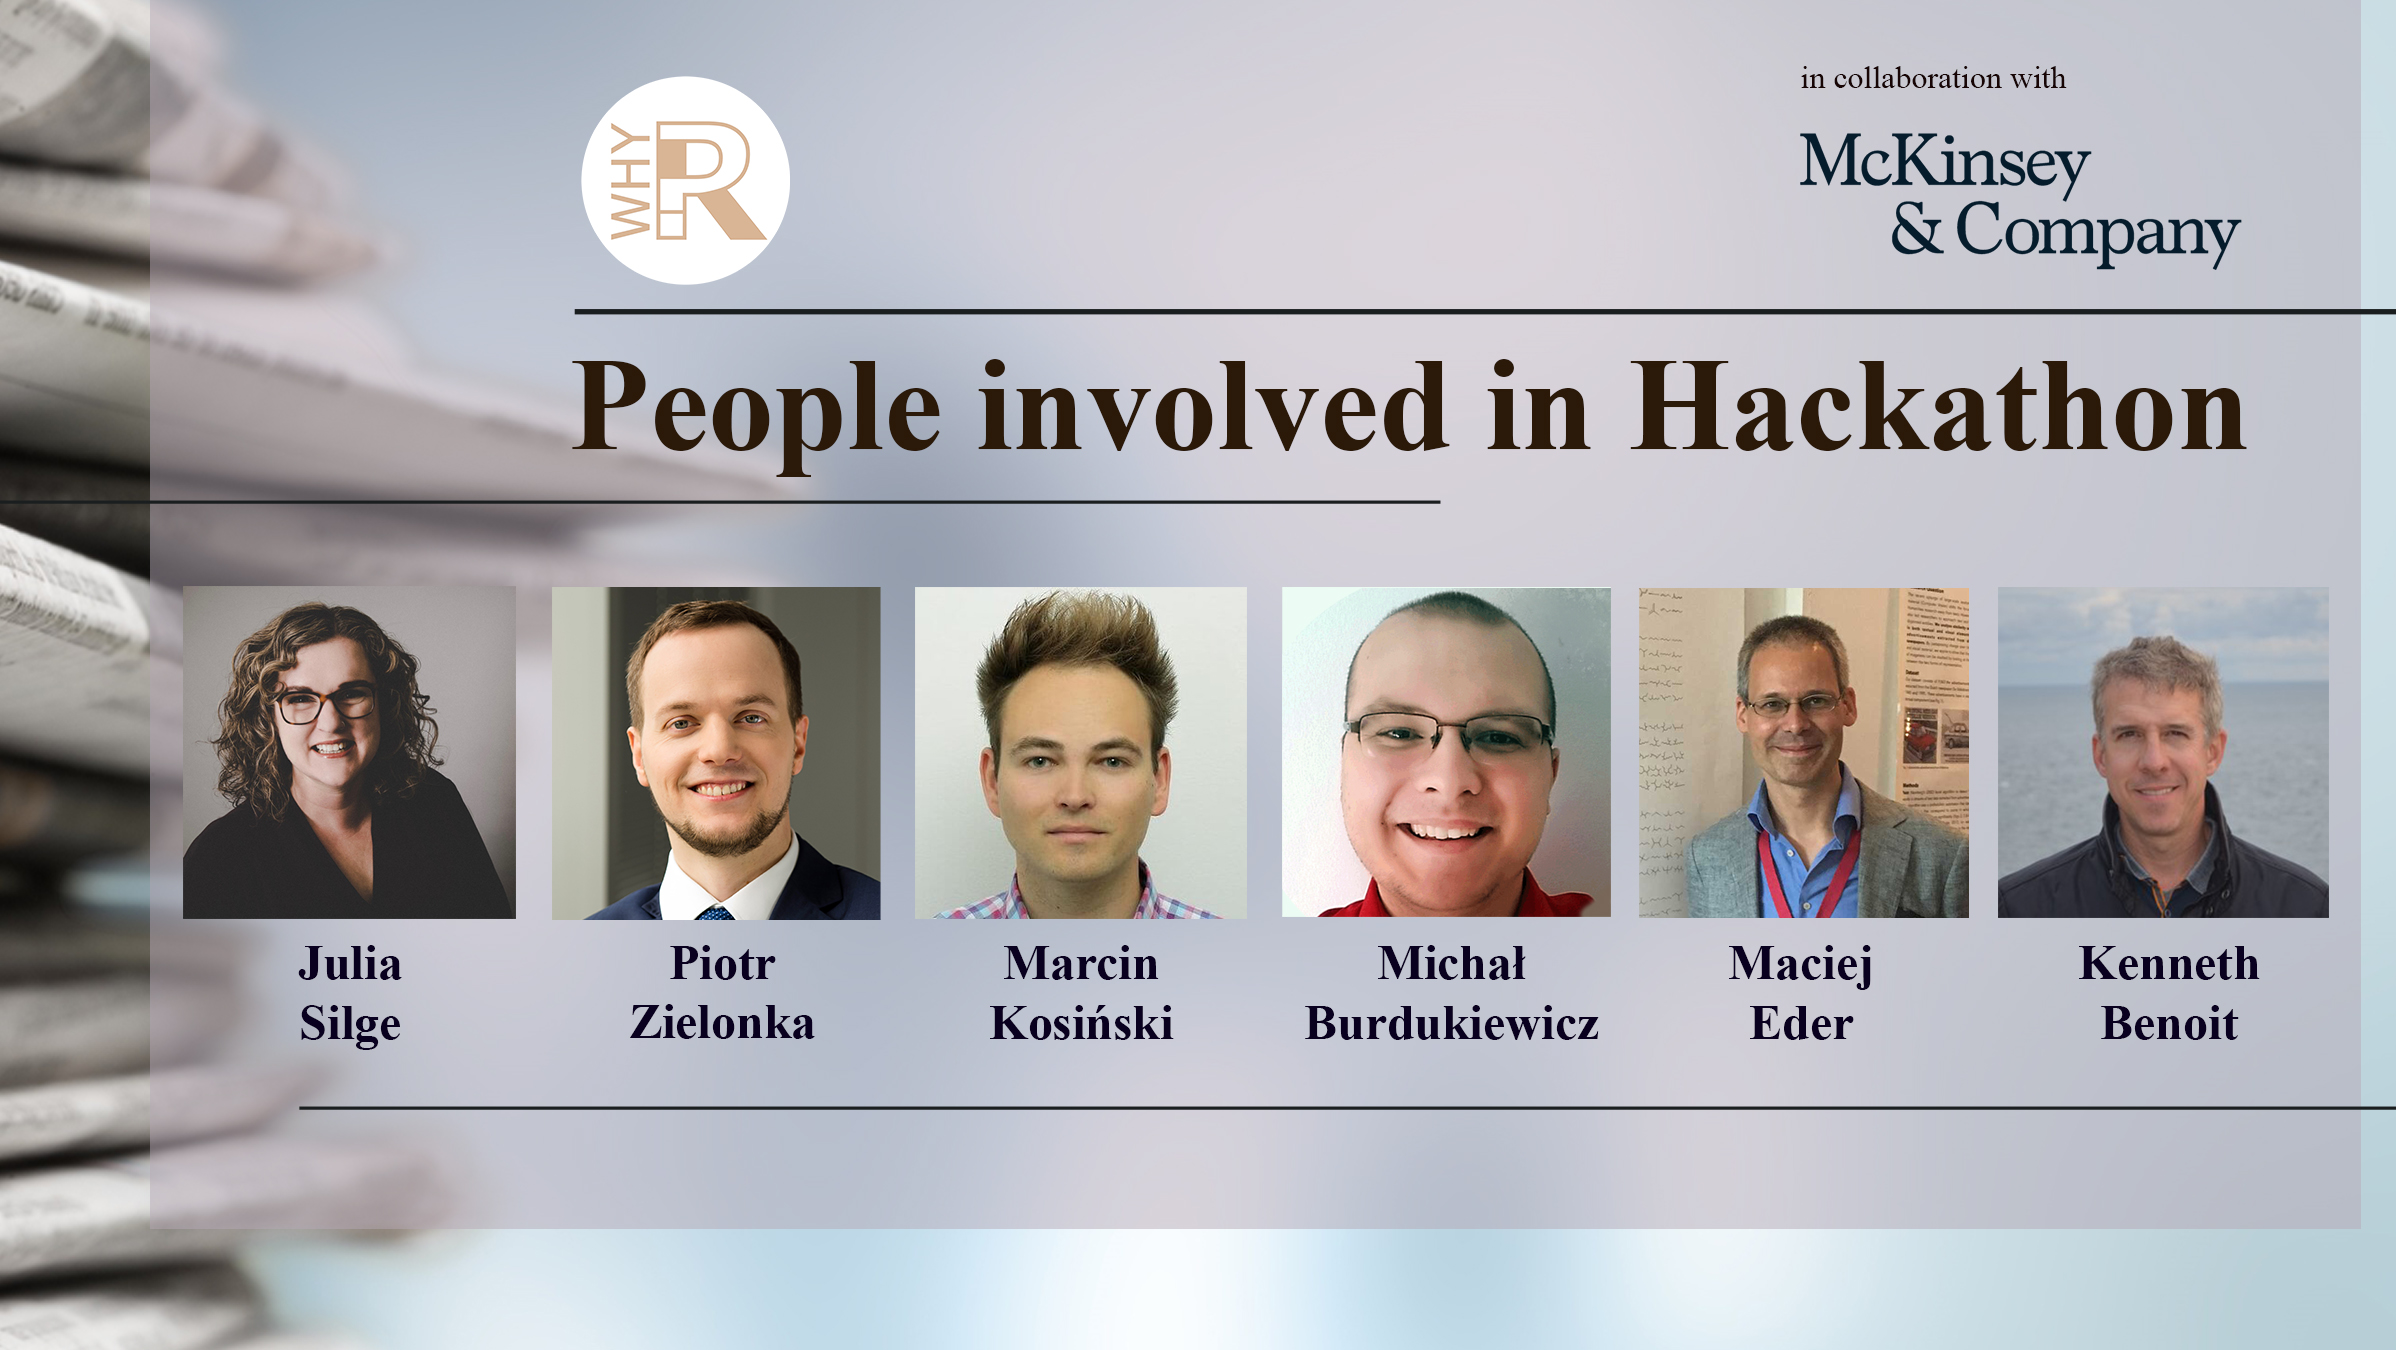 WHY R
in collaboration with
McKinsey
& Company
People involved in Hackathon
Julia
Silge
Piotr
Zielonka
Marcin
Kosiński
Michał
Burdukiewicz
Maciej
Eder
Kenneth
Benoit